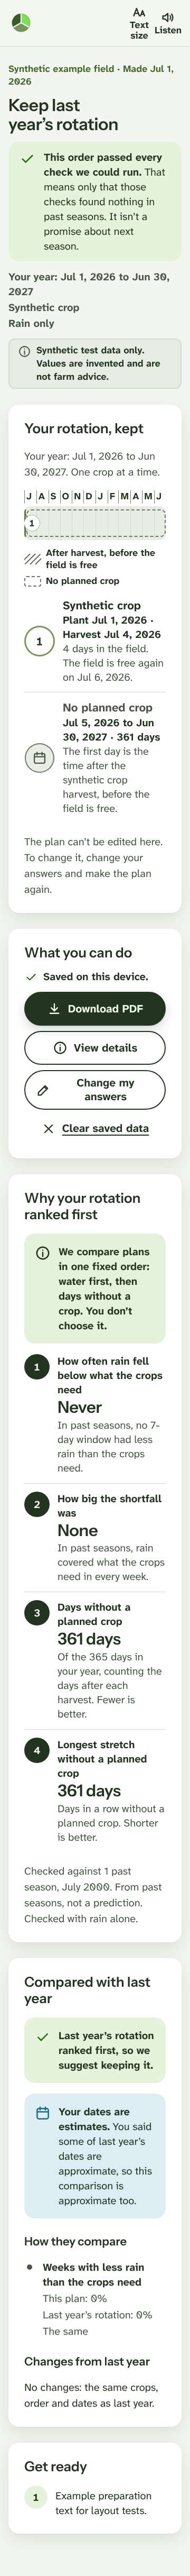 Text
size
Listen
Synthetic example field · Made Jul 1,
2026
Keep last
year's rotation
This order passed every
check we could run. That
means only that those
checks found nothing in
past seasons. It isn't a
promise about next
season.
Your year: Jul 1, 2026 to Jun 30,
2027
Synthetic crop
Rain only
Synthetic test data only.
Values are invented and are
not farm advice.
Your rotation, kept
Your year: Jul 1, 2026 to Jun
30, 2027. One crop at a time.
J A S O N D J F M A M J
1
After harvest, before the
field is free
No planned crop
1
Synthetic crop
Plant Jul 1, 2026 ·
Harvest Jul 4, 2026
4 days in the field.
The field is free again
on Jul 6, 2026.
No planned crop
Jul 5, 2026 to Jun
30, 2027 · 361 days
The first day is the
time after the
synthetic crop
harvest, before the
field is free.
The plan can't be edited here.
To change it, change your
answers and make the plan
again.
What you can do
Saved on this device.
Download PDF
View details
Change my
answers
Clear saved data
Why your rotation
ranked first
We compare plans
in one fixed order:
water first, then
days without a
crop. You don't
choose it.
1
How often rain fell
below what the crops
need
Never
In past seasons, no 7-
day window had less
rain than the crops
need.
2
How big the shortfall
was
None
In past seasons, rain
covered what the crops
need in every week.
3
Days without a
planned crop
361 days
Of the 365 days in
your year, counting the
days after each
harvest. Fewer is
better.
4
Longest stretch
without a planned
crop
361 days
Days in a row without a
planned crop. Shorter
is better.
Checked against 1 past
season, July 2000. From past
seasons, not a prediction.
Checked with rain alone.
Compared with last
year
Last year's rotation
ranked first, so we
suggest keeping it.
Your dates are
estimates. You said
some of last year's
dates are
approximate, so this
comparison is
approximate too.
How they compare
Weeks with less rain
than the crops need
This plan: 0%
Last year's rotation: 0%
The same
Changes from last year
No changes: the same crops,
order and dates as last year.
Get ready
1
Example preparation
text for layout tests.